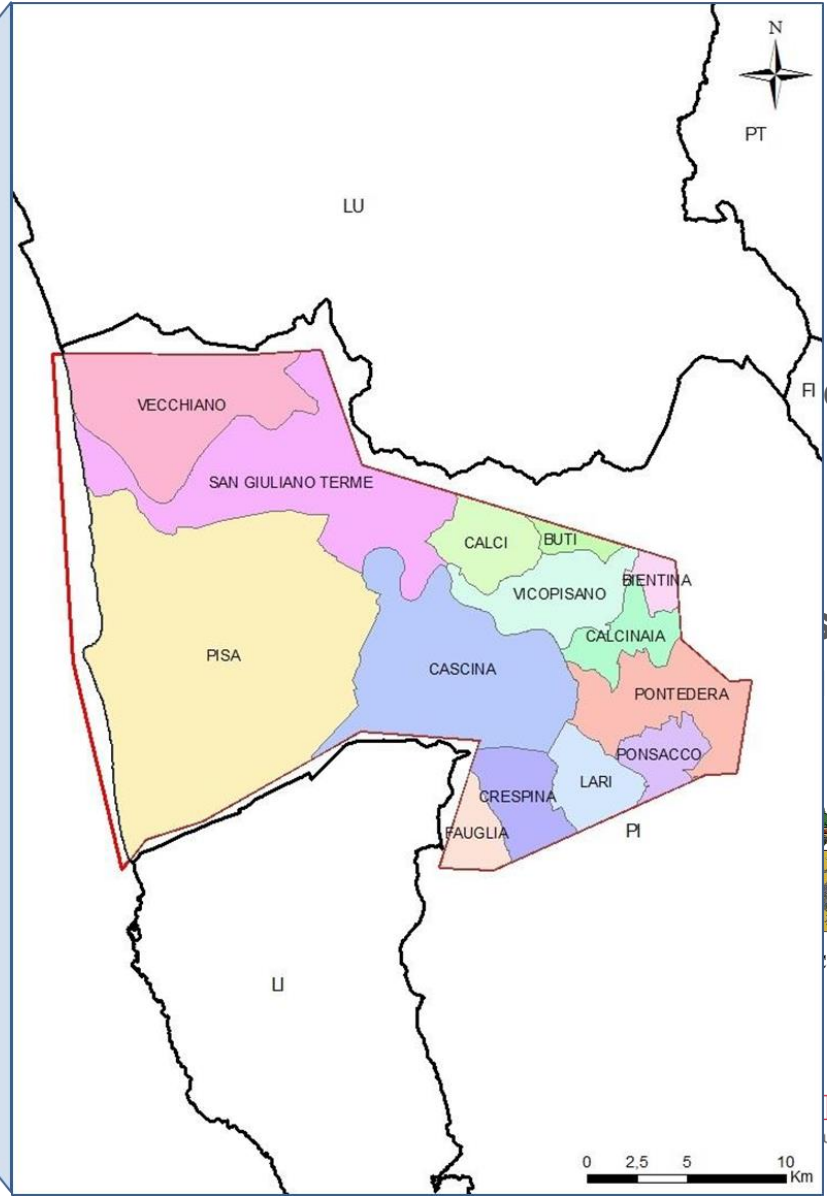 N
PT
LU
FI
VECCHIANO
SAN GIULIANO TERME
CALCI
BUTI
BIENTINA
VICOPISANO
CALCINAIA
PISA
CASCINA
PONTEDERA
PONSACCO
LARI
CRESPINA
FAUGLIA
PI
LI
0 2,5 5 10
Km